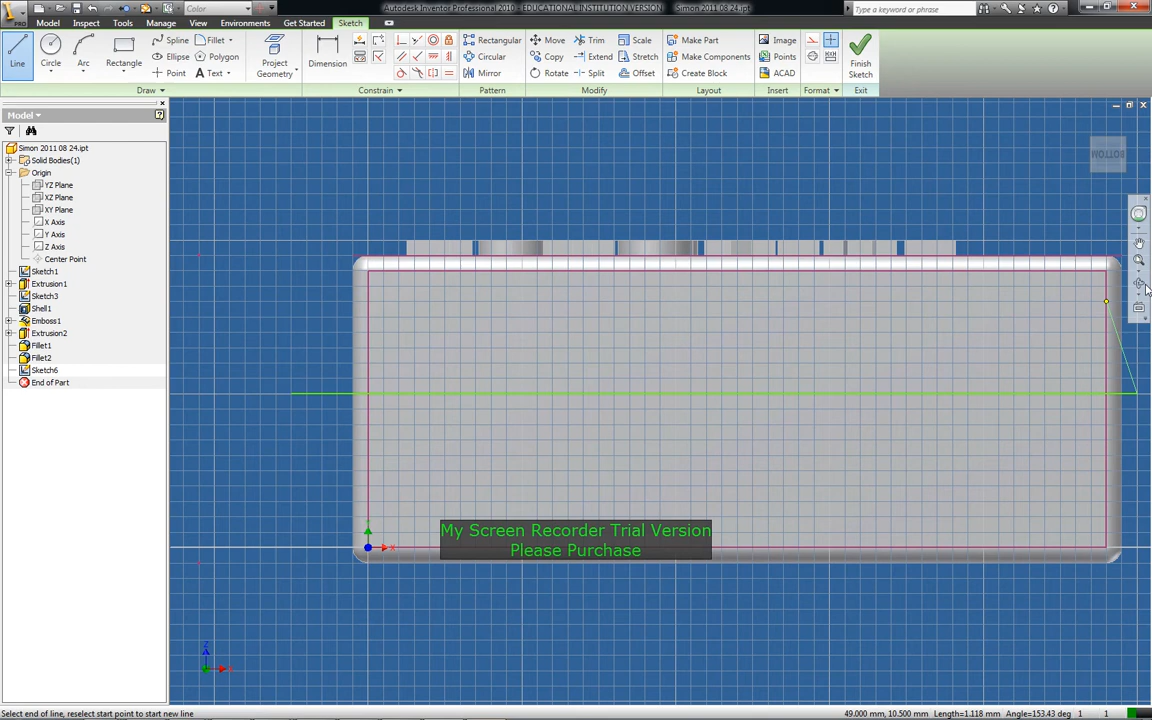 Color
Autodesk Inventor Professional 2010 - EDUCATIONAL INSTITUTION VERSION Simon 2011 08 24.ipt
Type a keyword or phrase
PRO
Model Inspect Tools Manage View Environments Get Started Sketch
Line Circle Arc Rectangle
Spline Fillet
Ellipse Polygon
Point Text
Project Geometry
Dimension
Rectangular
Circular
Mirror
Move Trim Scale
Copy Extend Stretch
Rotate Split Offset
Make Part
Make Components
Create Block
Image
Points
ACAD
Finish Sketch
Draw Constrain Pattern Modify Layout Insert Format Exit
Model
Simon 2011 08 24.ipt
Solid Bodies(1)
Origin
YZ Plane
XZ Plane
XY Plane
X Axis
Y Axis
Z Axis
Center Point
Sketch1
Extrusion1
Sketch3
Shell1
Emboss1
Extrusion2
Fillet1
Fillet2
Sketch6
End of Part
BOTTOM
X
My Screen Recorder Trial Version
Please Purchase
Z
Select end of line, reselect start point to start new line
49.000 mm, 10.500 mm Length=1.118 mm Angle=153.43 deg 1 1